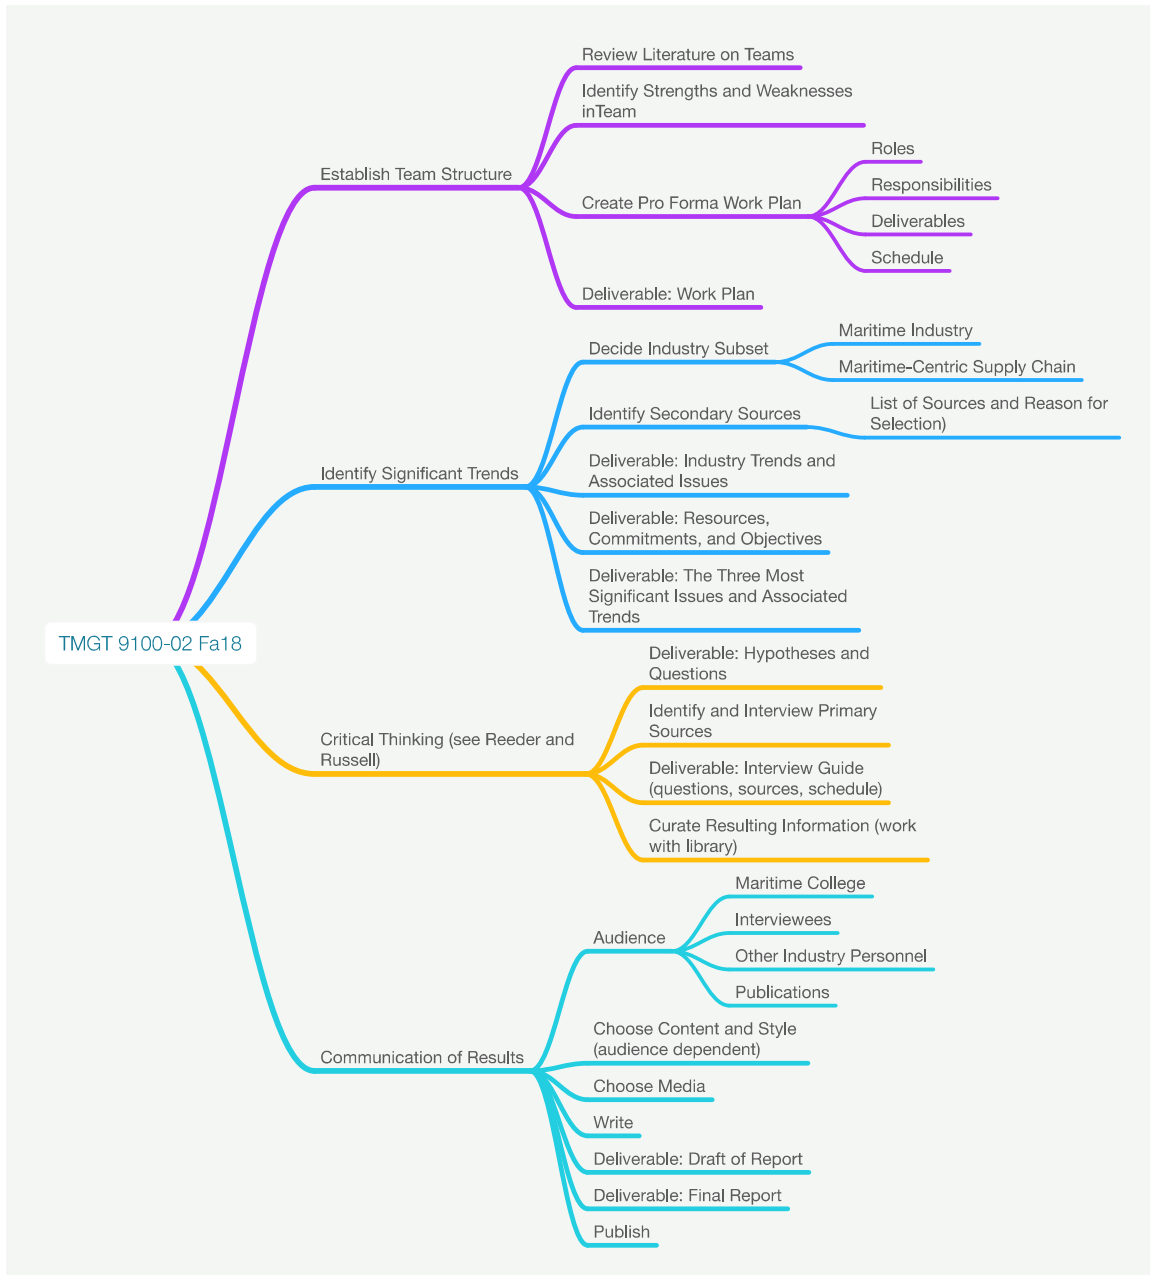 Review Literature on Teams
Identify Strengths and Weaknesses
inTeam
Roles
Establish Team Structure
Responsibilities
Create Pro Forma Work Plan
Deliverables
Schedule
Deliverable: Work Plan
Maritime Industry
Decide Industry Subset
Maritime-Centric Supply Chain
Identify Secondary Sources
List of Sources and Reason for
Selection)
Identify Significant Trends
Deliverable: Industry Trends and
Associated Issues
Deliverable: Resources,
Commitments, and Objectives
Deliverable: The Three Most
Significant Issues and Associated
Trends
TMGT 9100-02 Fa18
Deliverable: Hypotheses and
Questions
Identify and Interview Primary
Sources
Critical Thinking (see Reeder and
Russell)
Deliverable: Interview Guide
(questions, sources, schedule)
Curate Resulting Information (work
with library)
Maritime College
Interviewees
Audience
Other Industry Personnel
Publications
Choose Content and Style
(audience dependent)
Communication of Results
Choose Media
Write
Deliverable: Draft of Report
Deliverable: Final Report
Publish